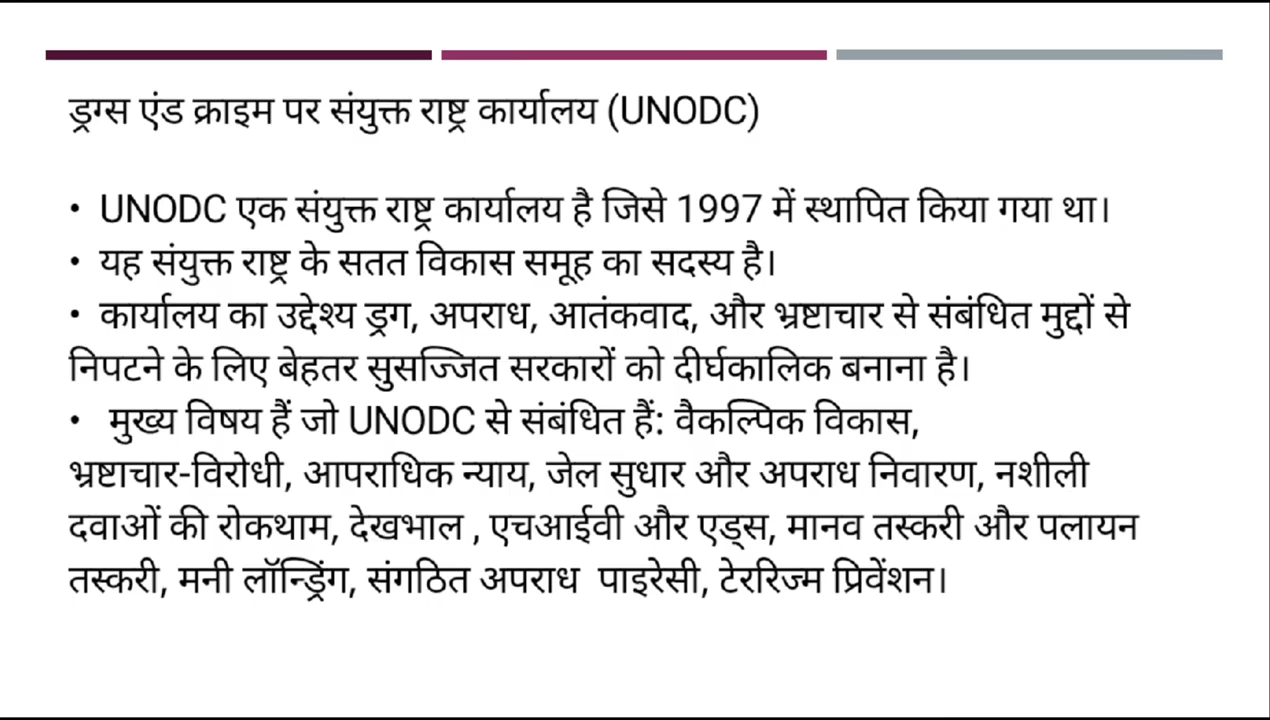 ड्रग्स एंड क्राइम पर संयुक्त राष्ट्र कार्यालय (UNODC)
• UNODC एक संयुक्त राष्ट्र कार्यालय है जिसे 1997 में स्थापित किया गया था।
• यह संयुक्त राष्ट्र के सतत विकास समूह का सदस्य है।
• कार्यालय का उद्देश्य ड्रग, अपराध, आतंकवाद, और भ्रष्टाचार से संबंधित मुद्दों से
निपटने के लिए बेहतर सुसज्जित सरकारों को दीर्घकालिक बनाना है।
• मुख्य विषय हैं जो UNODC से संबंधित हैं: वैकल्पिक विकास,
भ्रष्टाचार-विरोधी, आपराधिक न्याय, जेल सुधार और अपराध निवारण, नशीली
दवाओं की रोकथाम, देखभाल , एचआईवी और एड्स, मानव तस्करी और पलायन
तस्करी, मनी लॉन्ड्रिंग, संगठित अपराध पाइरेसी, टेररिज्म प्रिवेंशन।